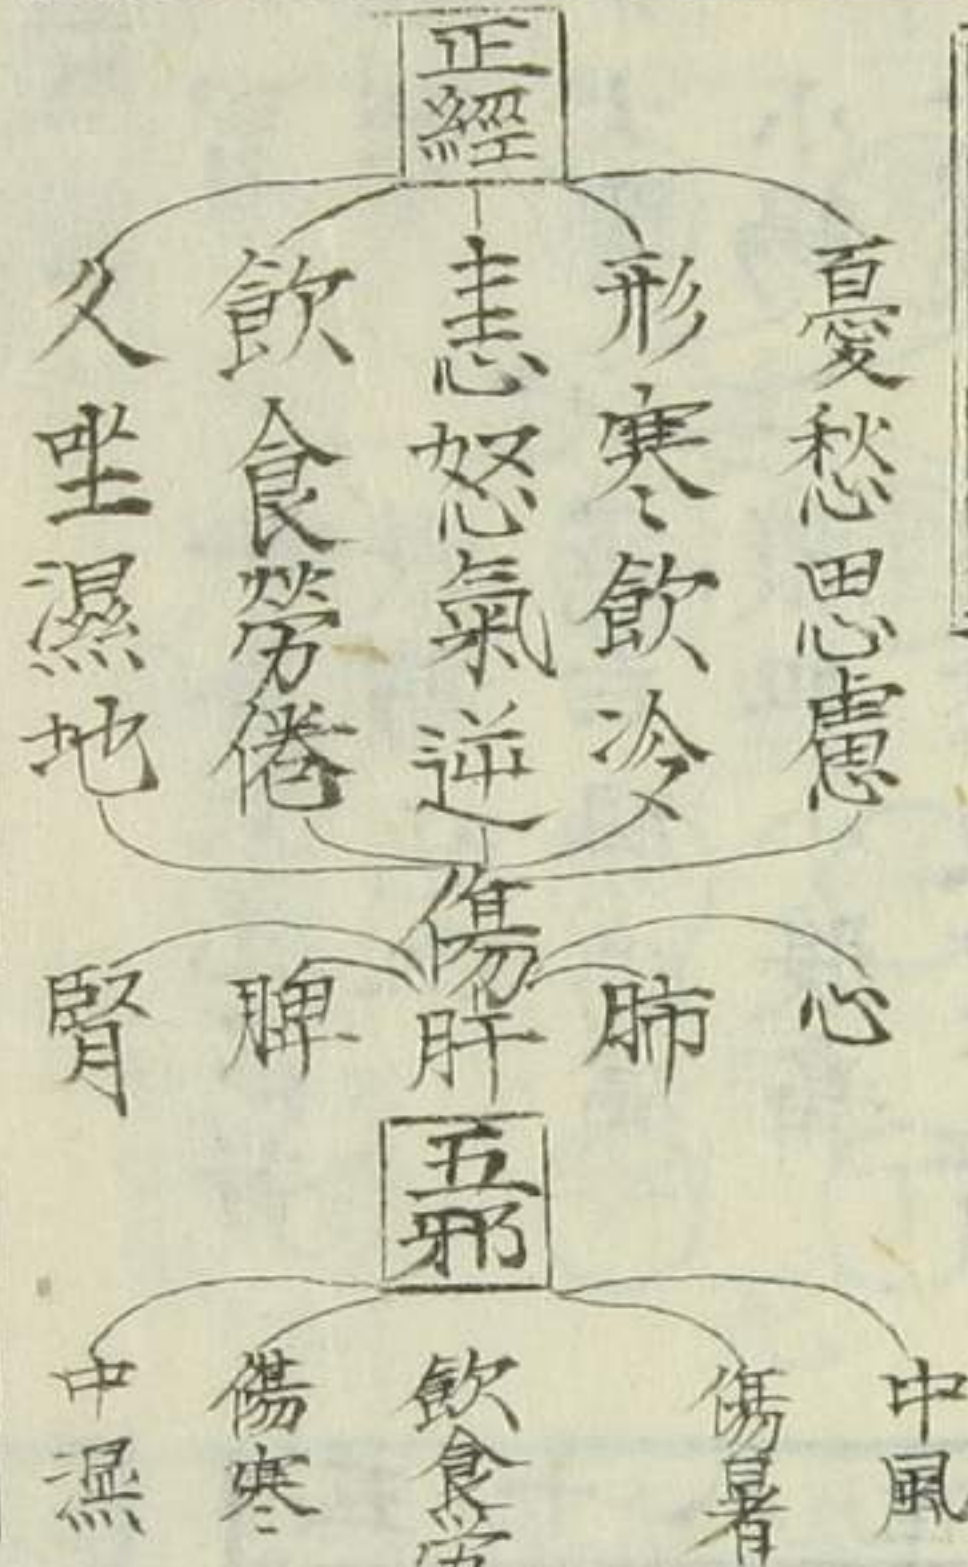 正經
憂愁思慮
形寒飲冷
恚怒氣逆
飲食勞倦
久坐濕地
傷
心
肺
肝
脾
腎
五邪
中風
傷暑
飲食勞
傷寒
中濕